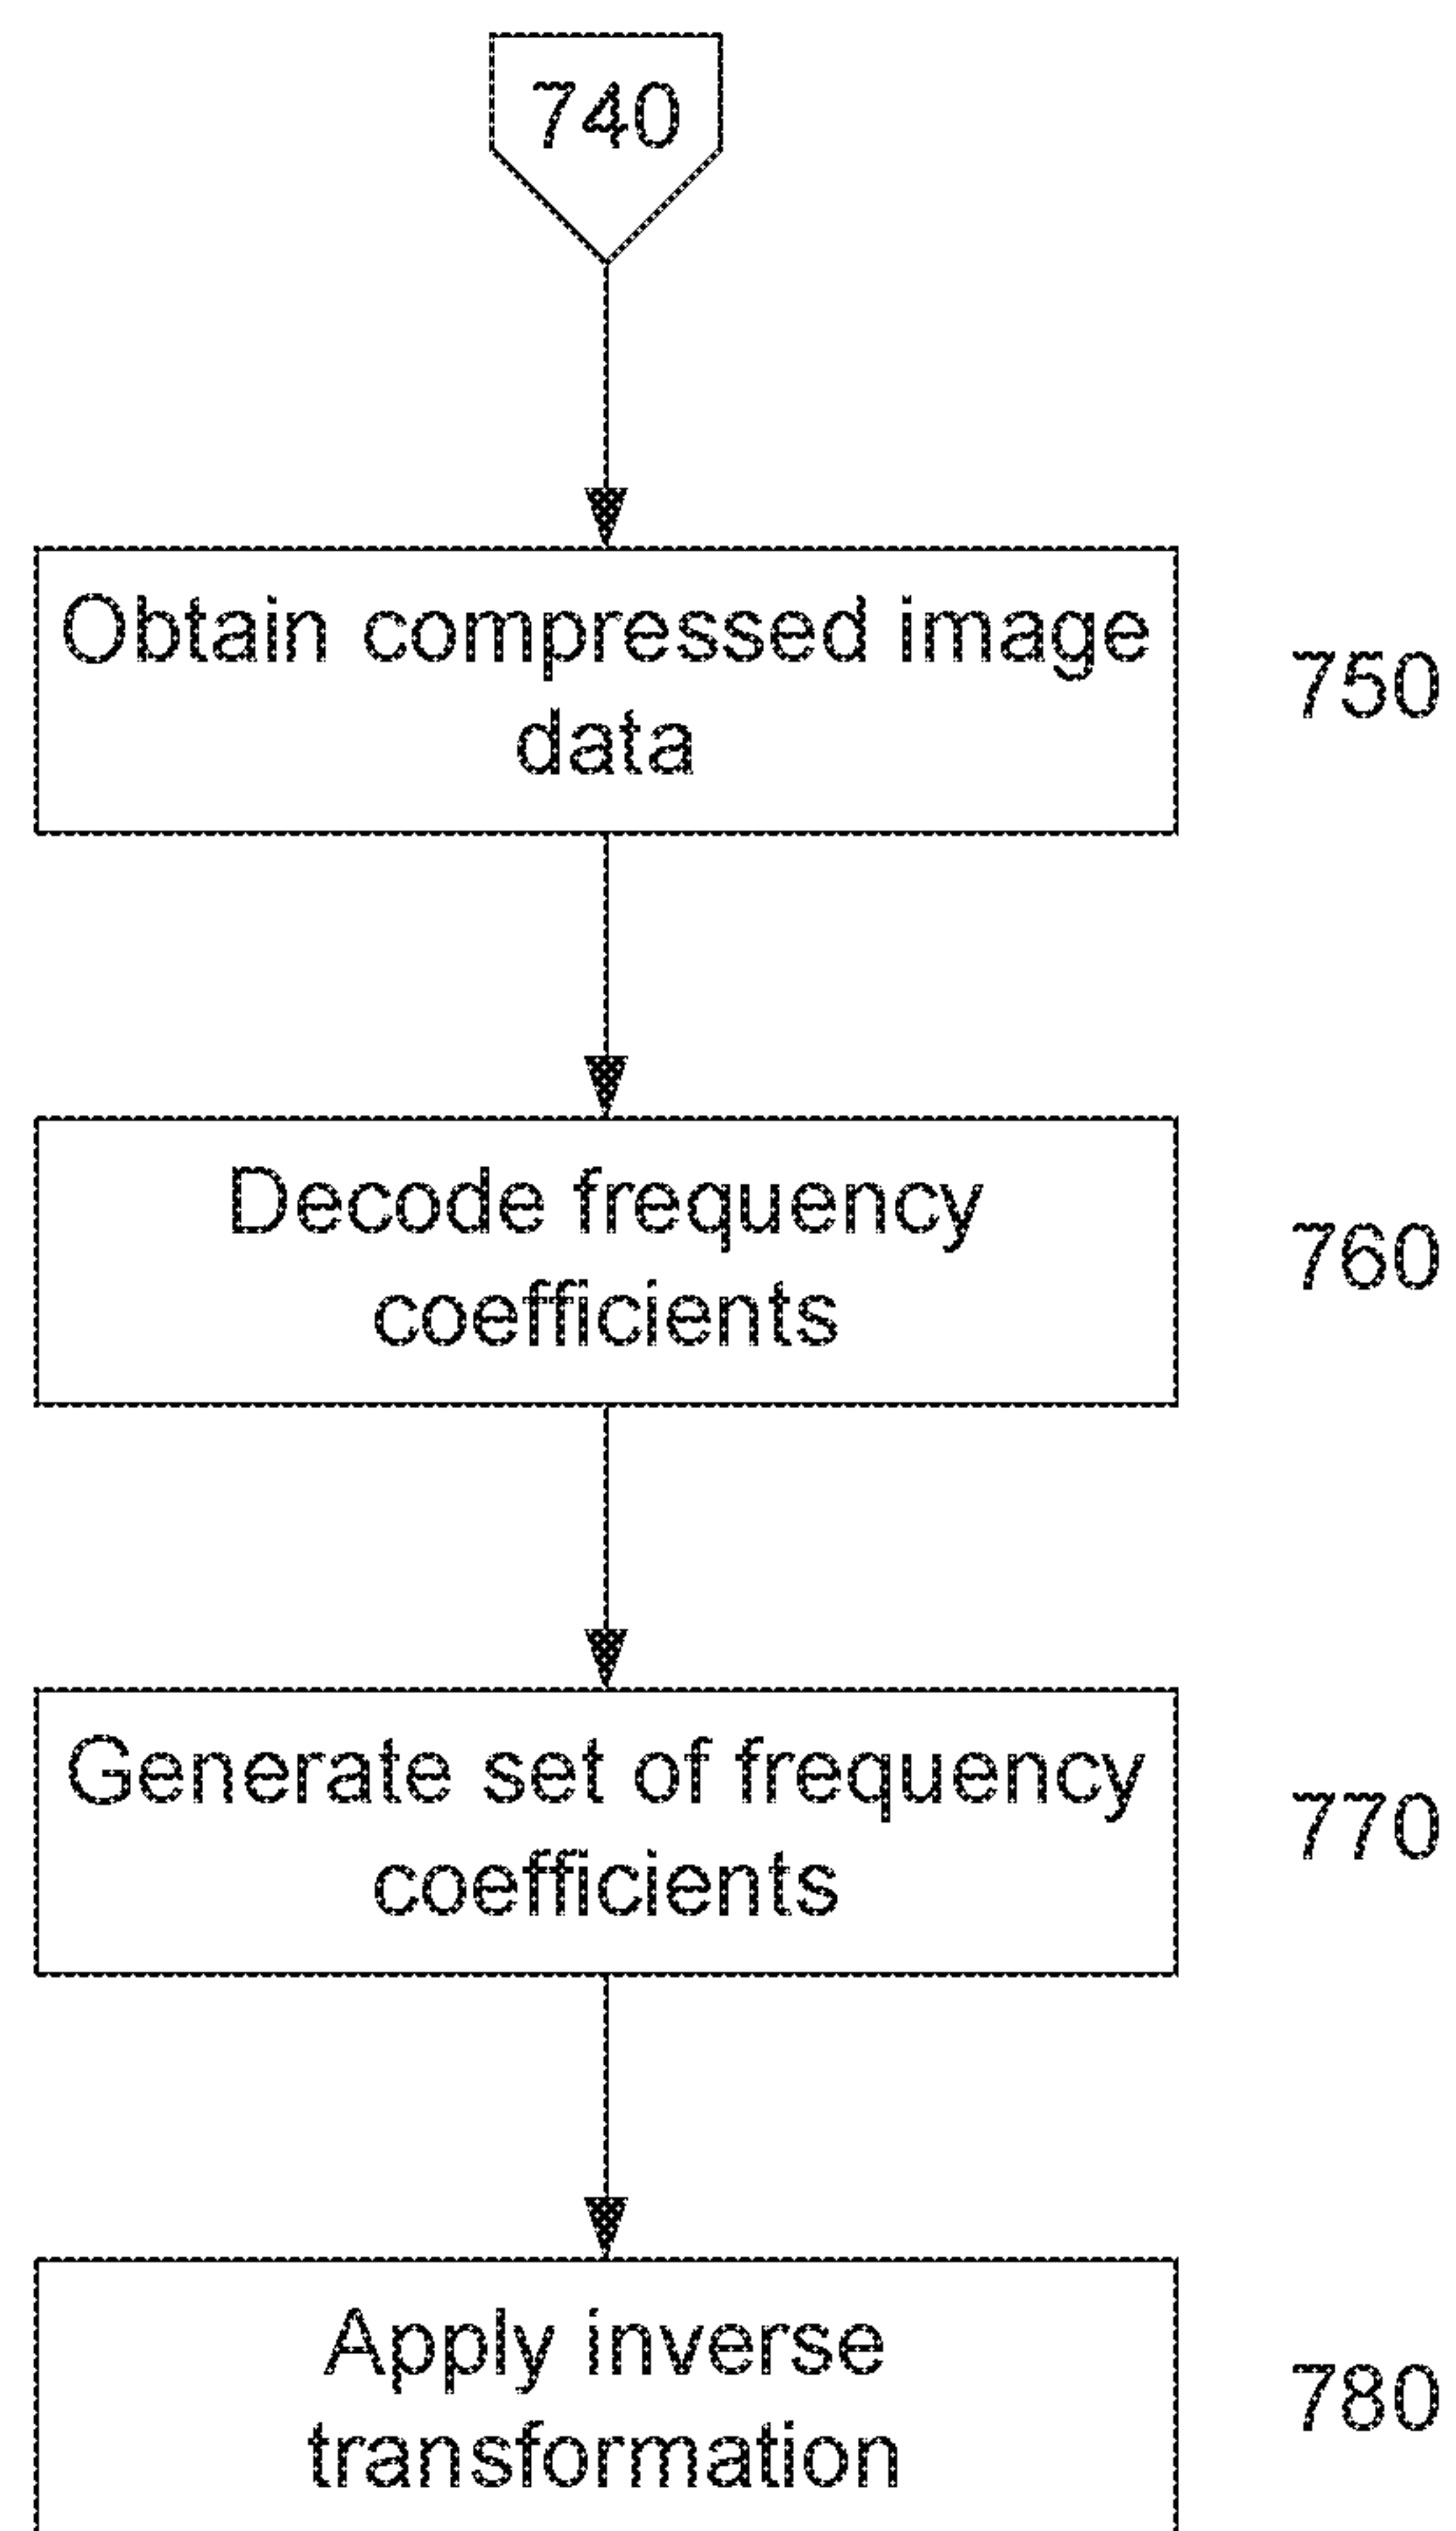 740
Obtain compressed image
data
750
Decode frequency
coefficients
760
Generate set of frequency
coefficients
770
Apply inverse
transformation
780